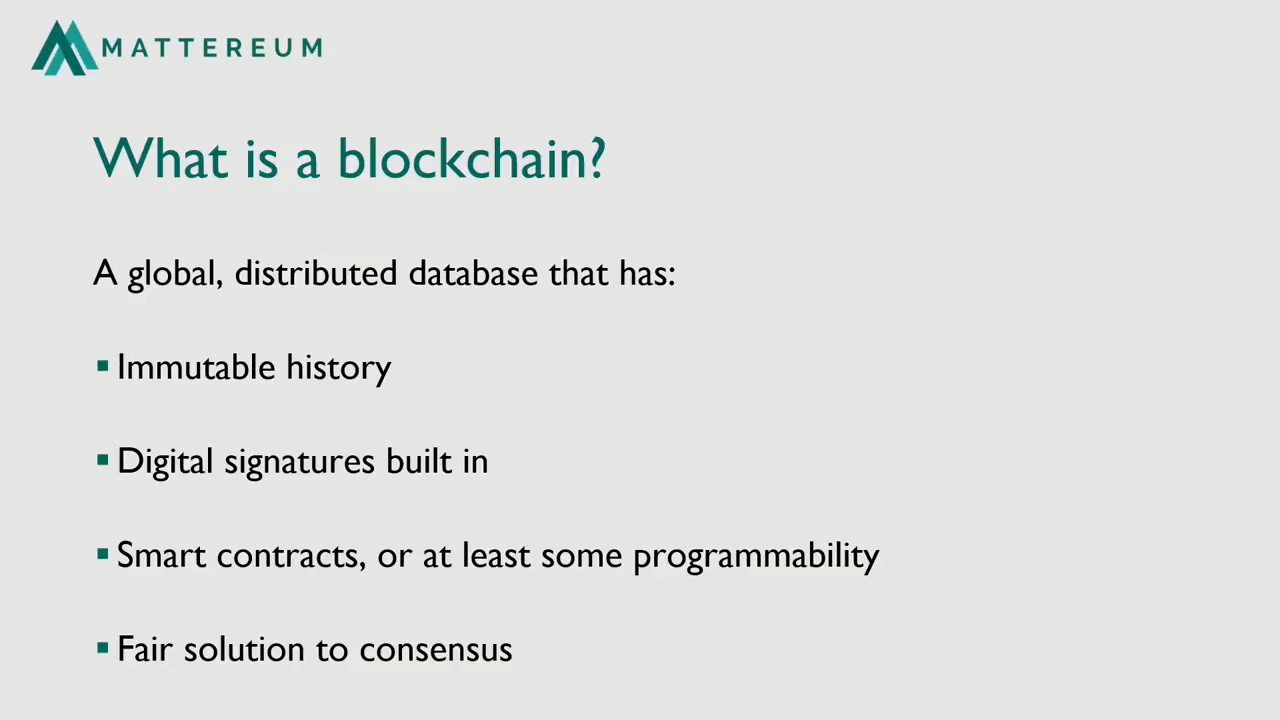 MATTEREUM
What is a blockchain?
A global, distributed database that has:
▪ Immutable history
▪ Digital signatures built in
▪ Smart contracts, or at least some programmability
▪ Fair solution to consensus